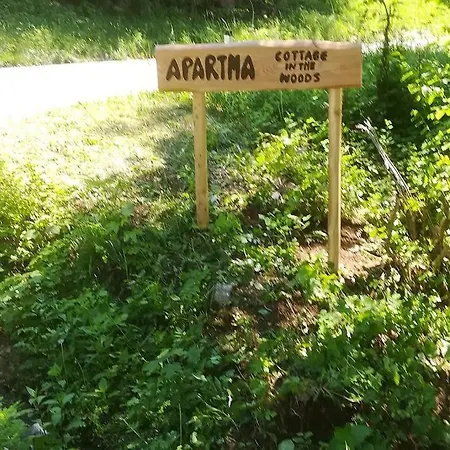 APARTMA
COTTAGE
IN THE
WOODS